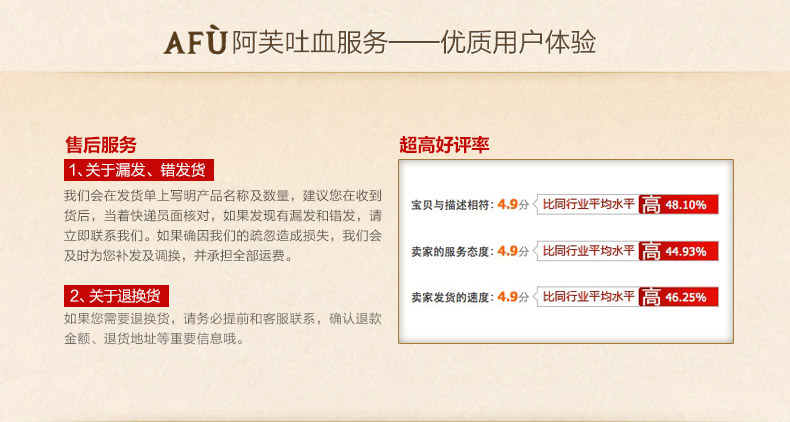 AFÙ 阿芙吐血服务——优质用户体验
售后服务
1、关于漏发、错发货
我们会在发货单上写明产品名称及数量，建议您在收到
货后，当着快递员面核对，如果发现有漏发和错发，请
立即联系我们。如果确因我们的疏忽造成损失，我们会
及时为您补发及调换，并承担全部运费。
2、关于退换货
如果您需要退换货，请务必提前和客服联系，确认退款
金额、退货地址等重要信息哦。
超高好评率
宝贝与描述相符：4.9分 比同行业平均水平 高 48.10%
卖家的服务态度：4.9分 比同行业平均水平 高 44.93%
卖家发货的速度：4.9分 比同行业平均水平 高 46.25%